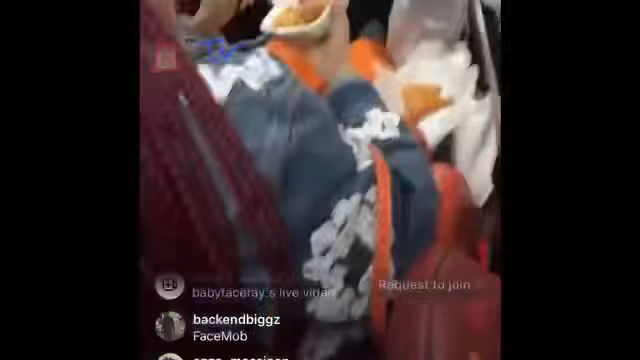 babyfaceray's live video
Request to join
backendbiggz
FaceMob